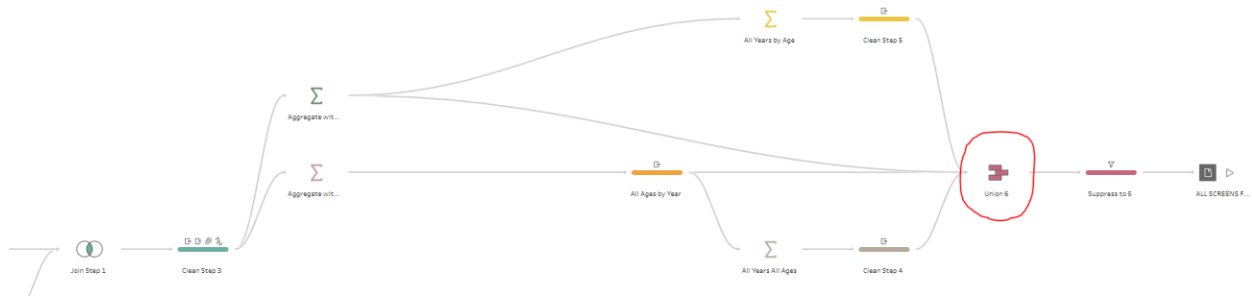 All Years by Age
Clean Step 5
Aggregate wit...
Aggregate wit...
All Ages by Year
Union 6
Suppress to 5
ALL SCREENS F...
Join Step 1
Clean Step 3
All Years All Ages
Clean Step 4